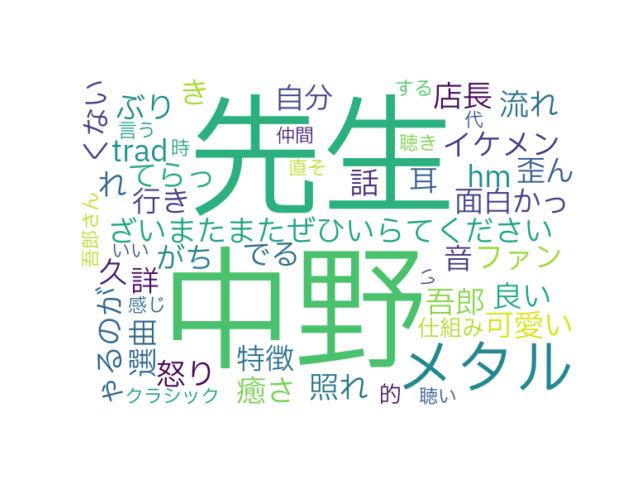 先生
中野
メタル
ざいまたまたぜひいらてください
くない
ぶり
き
自分
する
店長
流れ
言う
時
仲間
聴き
代
イケメン
trad
てらっ
直そ
話
耳
hm
歪ん
れ
行き
面白かっ
吾郎さん
いい
がち
でる
音
ファン
久
詳
感じ
吾郎
良い
っ
ゃるのが
選曲
仕組み
可愛い
怒り
特徴
クラシック
癒さ
照れ
的
聴い